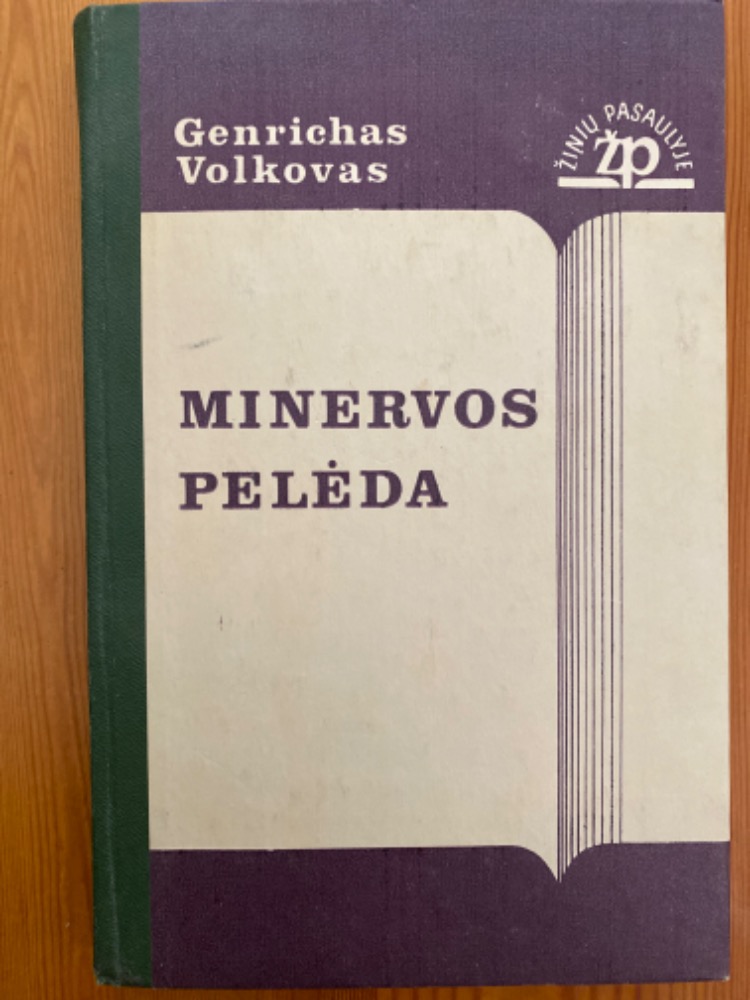 Genrichas
Volkovas
ŽINIŲ PASAULYJE
žp
MINERVOS
PELĖDA